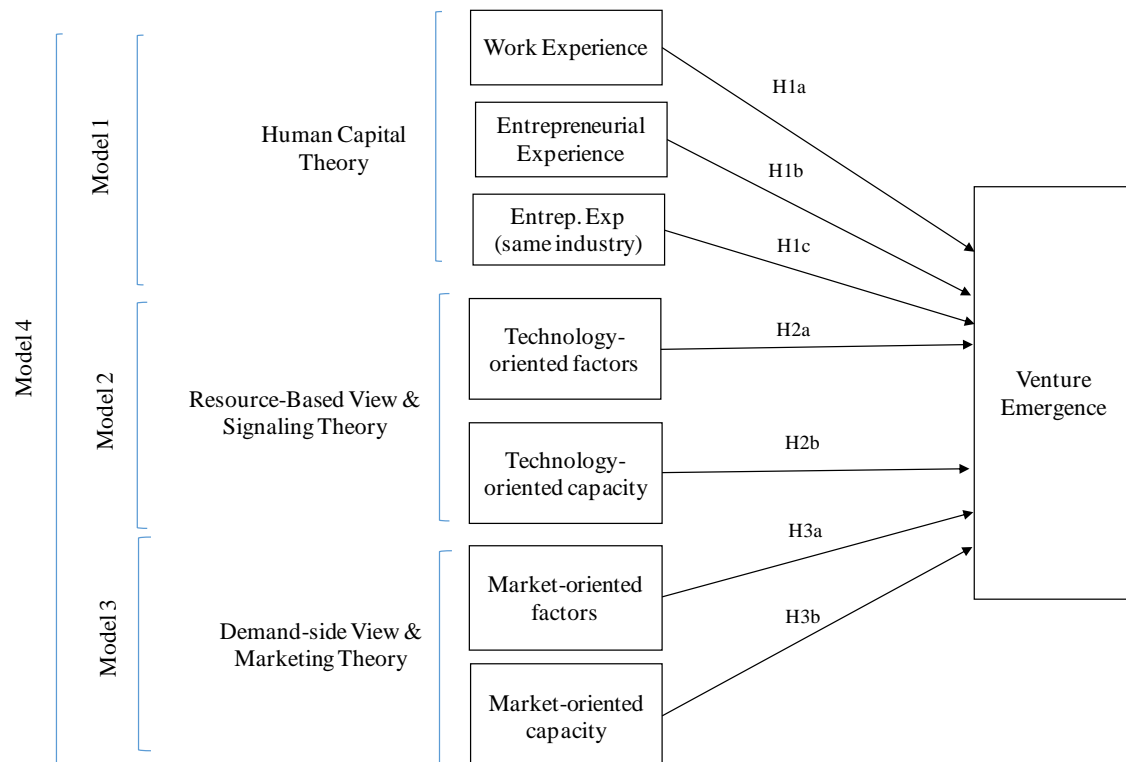 Model 4
Model 1
Human Capital
Theory
Work Experience
Entrepreneurial
Experience
Entrep. Exp
(same industry)
H1a
H1b
H1c
Model 2
Resource-Based View &
Signaling Theory
Technology-
oriented factors
Technology-
oriented capacity
H2a
H2b
Model 3
Demand-side View &
Marketing Theory
Market-oriented
factors
Market-oriented
capacity
H3a
H3b
Venture
Emergence